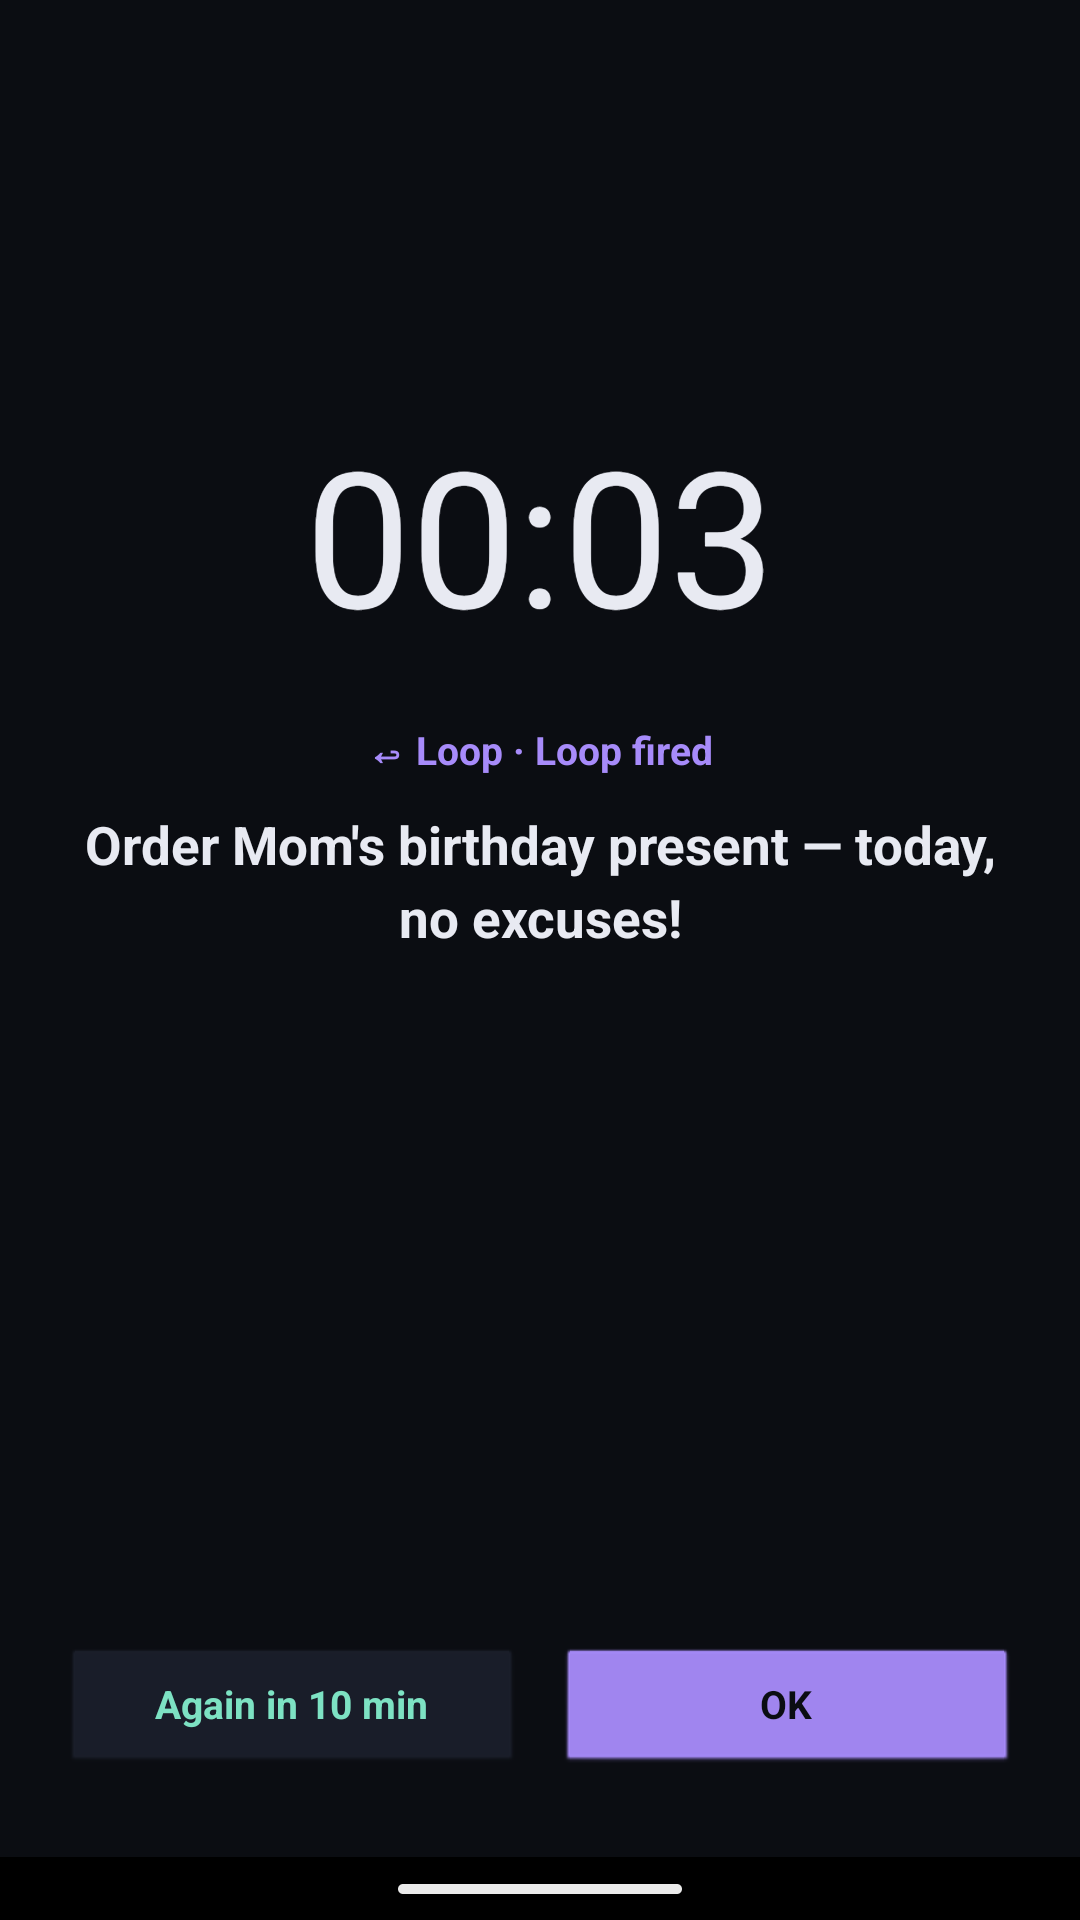 00:03
↩ Loop · Loop fired
Order Mom's birthday present — today,
no excuses!
Again in 10 min
OK